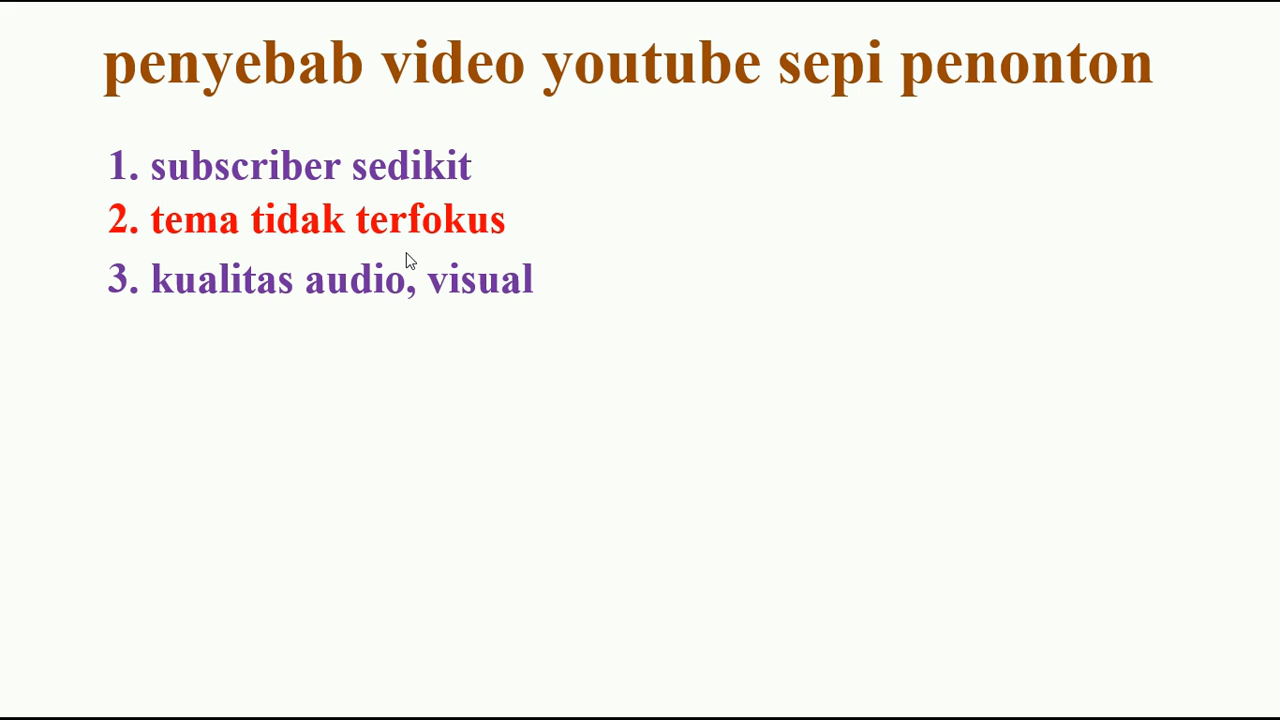 penyebab video youtube sepi penonton
1. subscriber sedikit
2. tema tidak terfokus
3. kualitas audio, visual